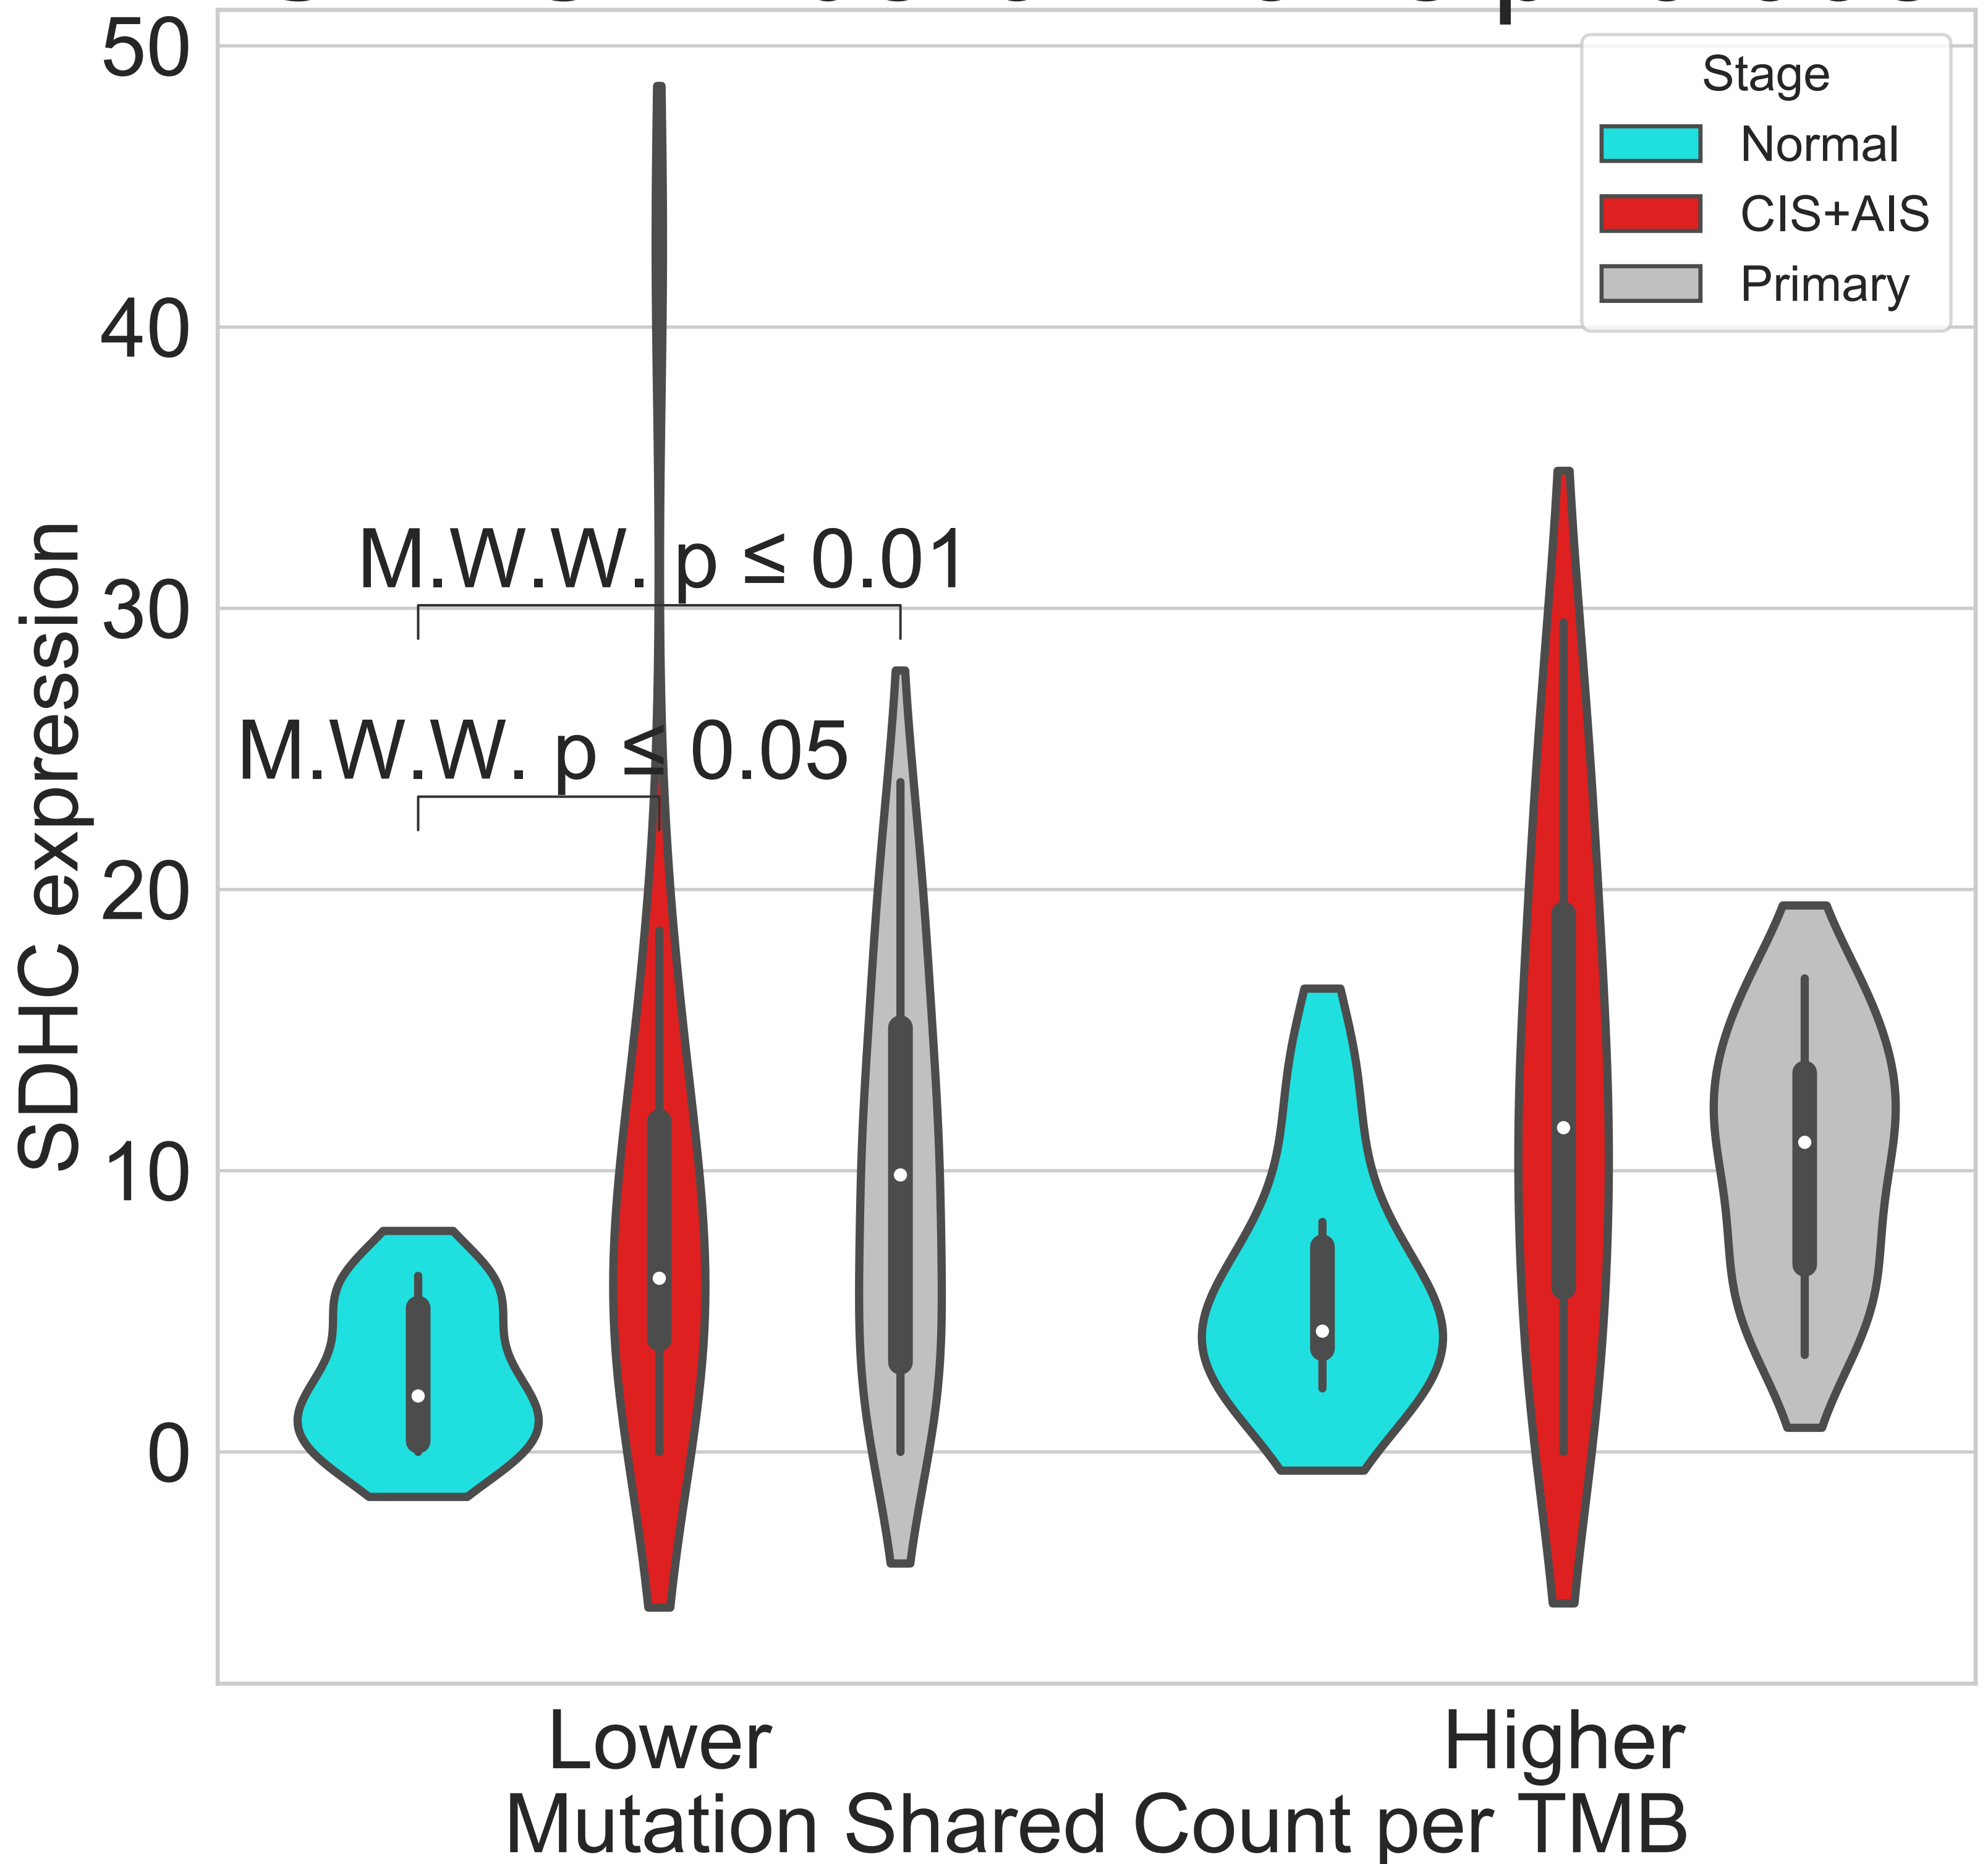 50
40
30
20
10
0
SDHC expression
Stage
Normal
CIS+AIS
Primary
M.W.W. p ≤ 0.01
M.W.W. p ≤ 0.05
Lower
Higher
Mutation Shared Count per TMB